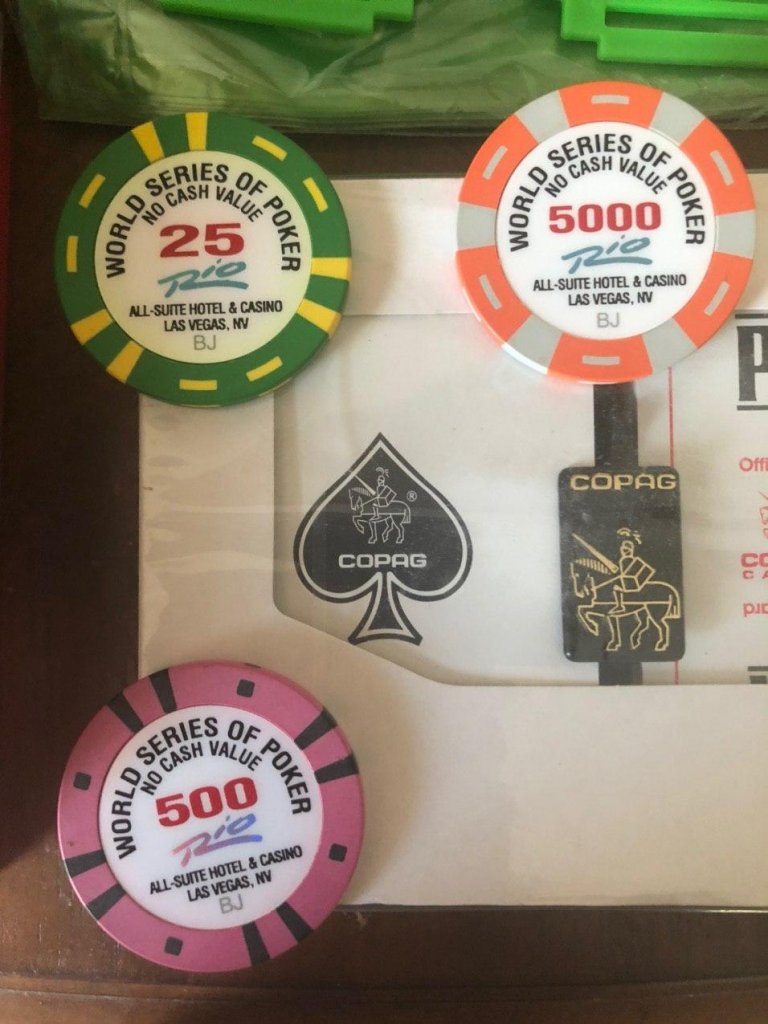 WORLD SERIES OF POKER
NO CASH VALUE
25
Rio
ALL-SUITE HOTEL & CASINO
LAS VEGAS, NV
BJ
WORLD SERIES OF POKER
NO CASH VALUE
5000
Rio
ALL-SUITE HOTEL & CASINO
LAS VEGAS, NV
BJ
®
COPAG
COPAG
WORLD SERIES OF POKER
NO CASH VALUE
500
Rio
ALL-SUITE HOTEL & CASINO
LAS VEGAS, NV
BJ